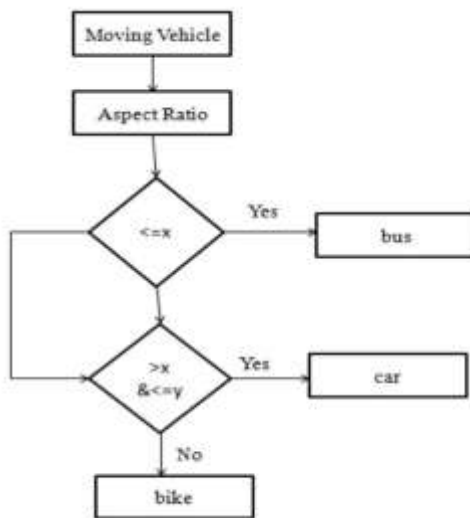 Moving Vehicle
Aspect Ratio
<=x
Yes
bus
>x
&<=y
Yes
car
No
bike